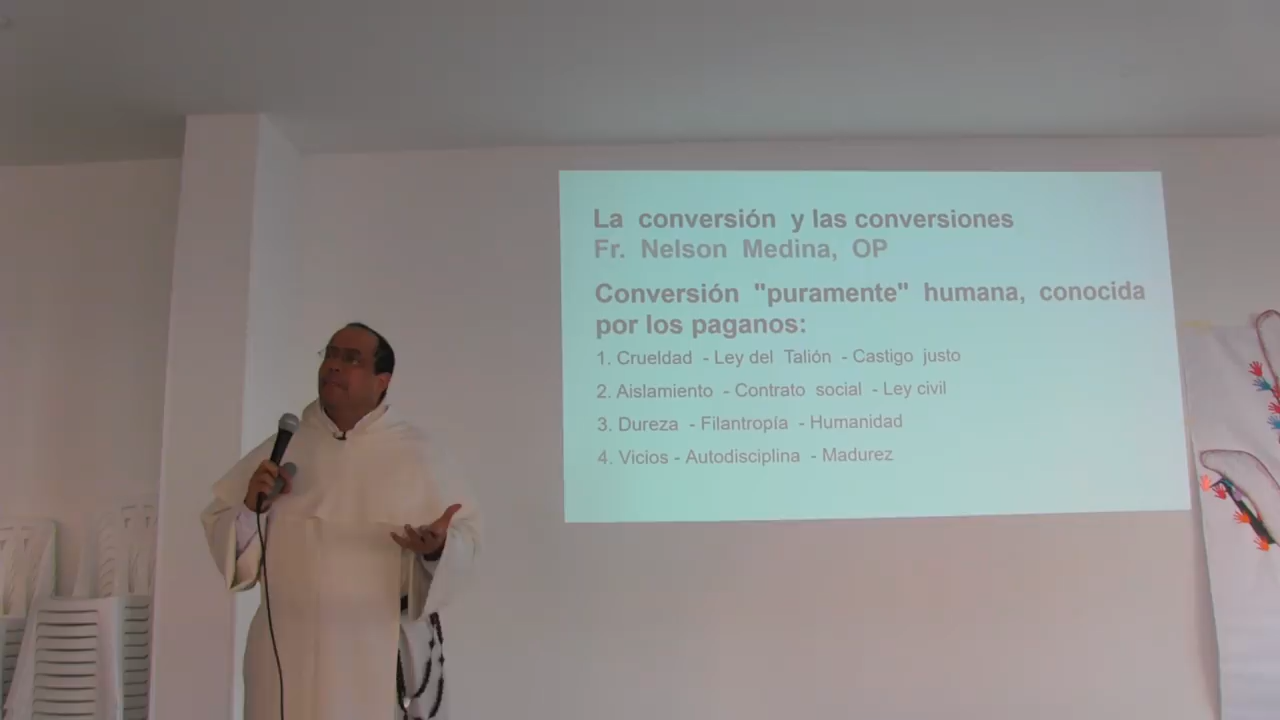 La conversión y las conversiones
Fr. Nelson Medina, OP
Conversión "puramente" humana, conocida
por los paganos:
1. Crueldad - Ley del Talión - Castigo justo
2. Aislamiento - Contrato social - Ley civil
3. Dureza - Filantropía - Humanidad
4. Vicios - Autodisciplina - Madurez